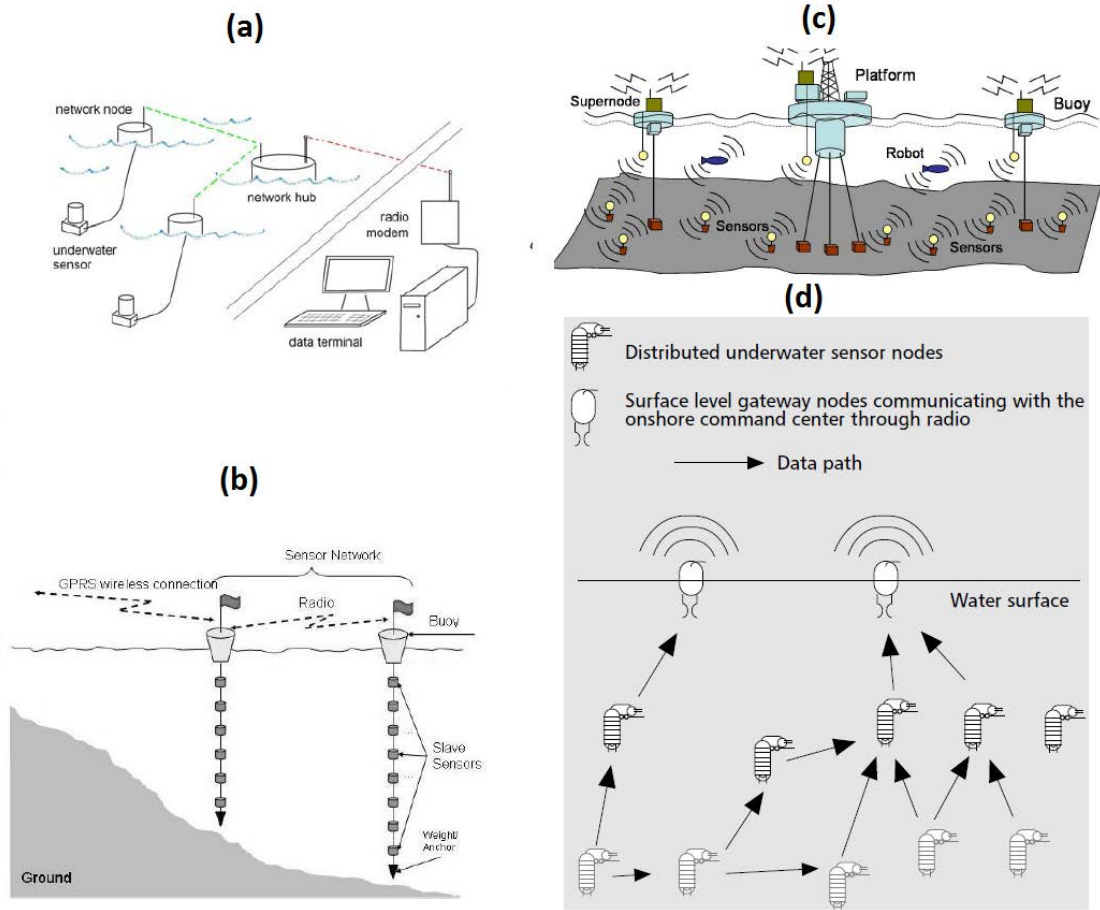 (a)
network node
network hub
underwater
sensor
radio
modem
data terminal
(b)
Sensor Network
GPRS wireless connection
Radio
Buoy
Slave
Sensors
Weight/
Anchor
Ground
(c)
Platform
Supernode
Buoy
Robot
Sensors
Sensors
(d)
Distributed underwater sensor nodes
Surface level gateway nodes communicating with the
onshore command center through radio
Data path
Water surface